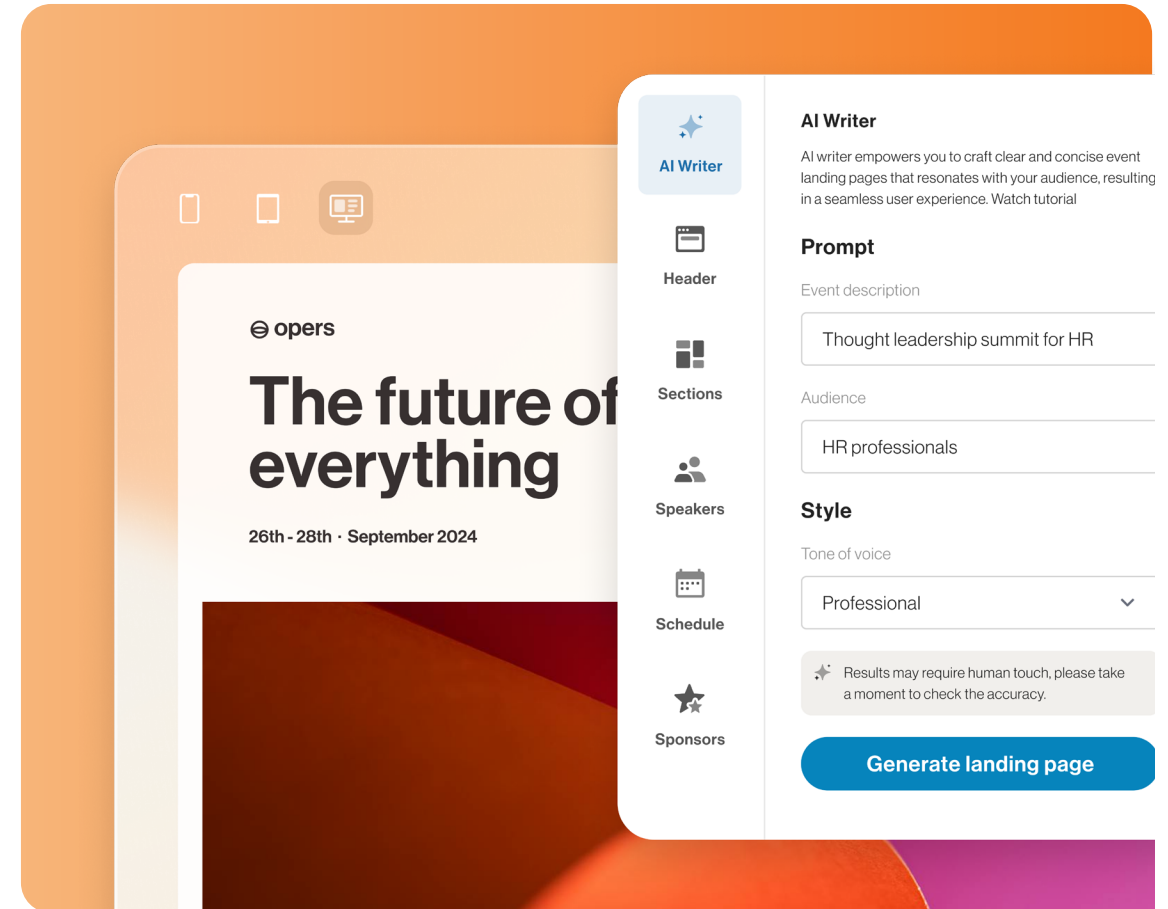 opers
The future of
everything
26th - 28th · September 2024
AI Writer
Header
Sections
Speakers
Schedule
Sponsors
AI Writer
AI writer empowers you to craft clear and concise event
landing pages that resonates with your audience, resulting
in a seamless user experience. Watch tutorial
Prompt
Event description
Thought leadership summit for HR
Audience
HR professionals
Style
Tone of voice
Professional
Results may require human touch, please take
a moment to check the accuracy.
Generate landing page